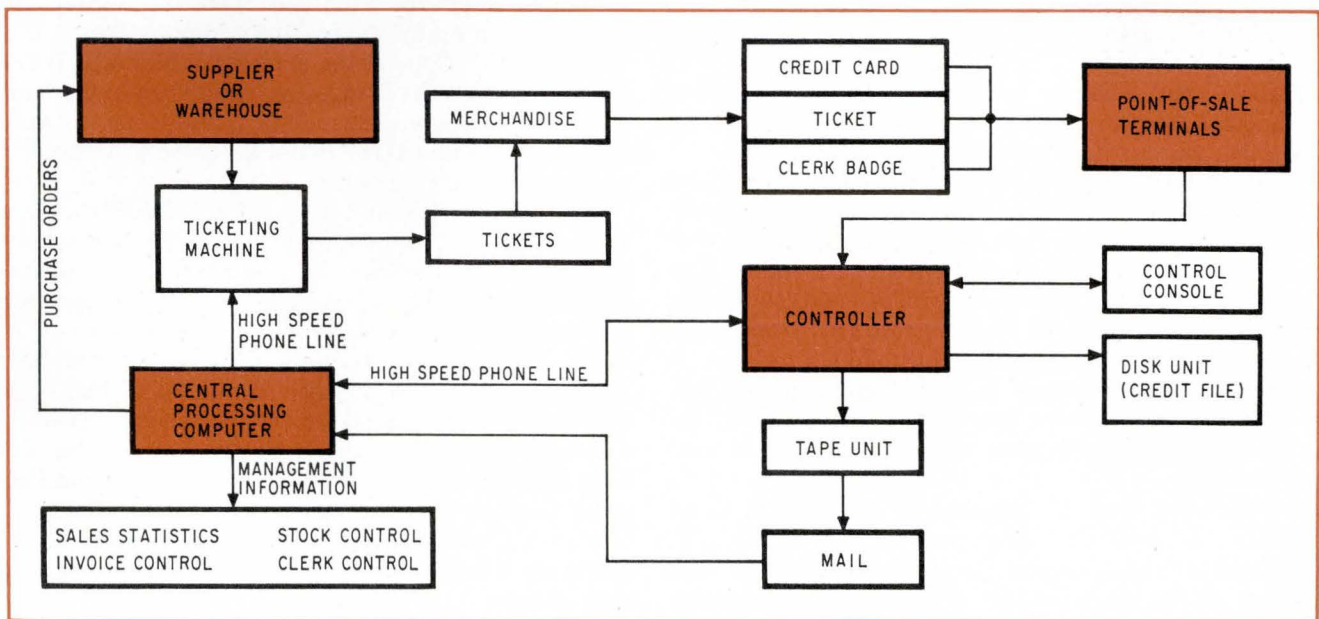 SUPPLIER
OR
WAREHOUSE
PURCHASE ORDERS
TICKETING
MACHINE
MERCHANDISE
TICKETS
CREDIT CARD
TICKET
CLERK BADGE
POINT-OF-SALE
TERMINALS
HIGH SPEED
PHONE LINE
CENTRAL
PROCESSING
COMPUTER
HIGH SPEED PHONE LINE
CONTROLLER
CONTROL
CONSOLE
DISK UNIT
(CREDIT FILE)
TAPE UNIT
MAIL
MANAGEMENT
INFORMATION
SALES STATISTICS STOCK CONTROL
INVOICE CONTROL CLERK CONTROL